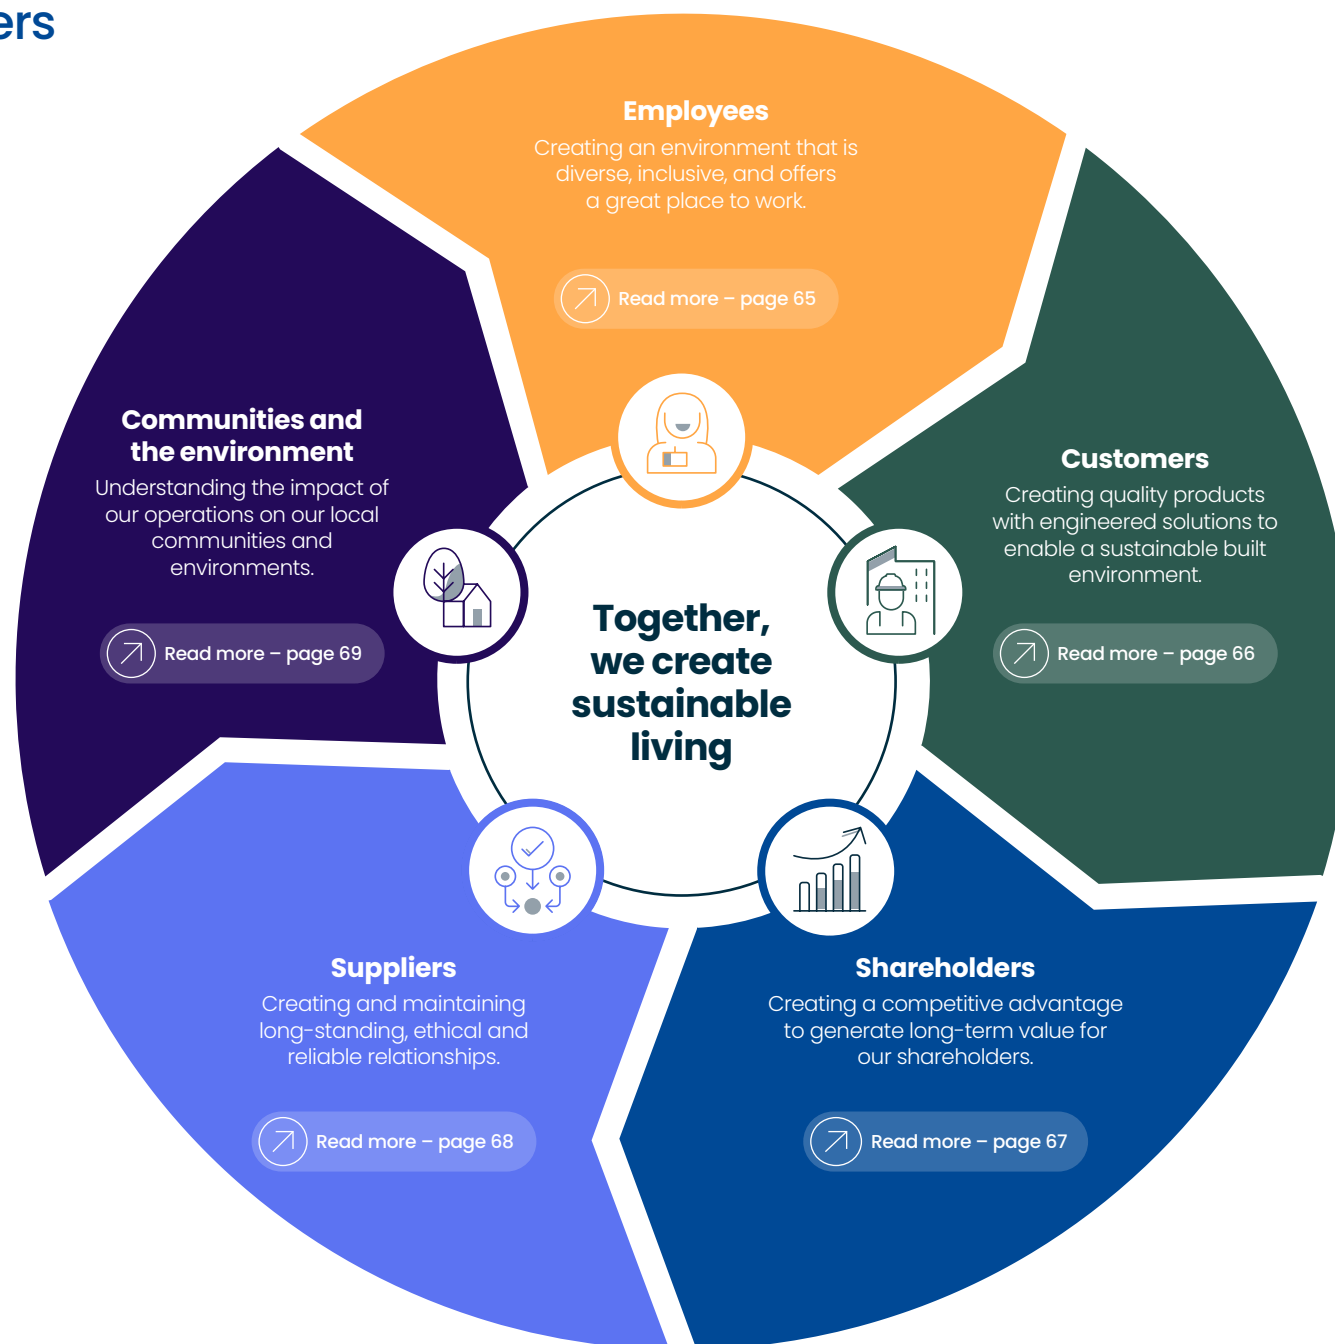 ers
Employees
Creating an environment that is
diverse, inclusive, and offers
a great place to work.
Read more – page 65
Customers
Creating quality products
with engineered solutions to
enable a sustainable built
environment.
Read more – page 66
Shareholders
Creating a competitive advantage
to generate long-term value for
our shareholders.
Read more – page 67
Suppliers
Creating and maintaining
long-standing, ethical and
reliable relationships.
Read more – page 68
Communities and
the environment
Understanding the impact of
our operations on our local
communities and
environments.
Read more – page 69
Together,
we create
sustainable
living